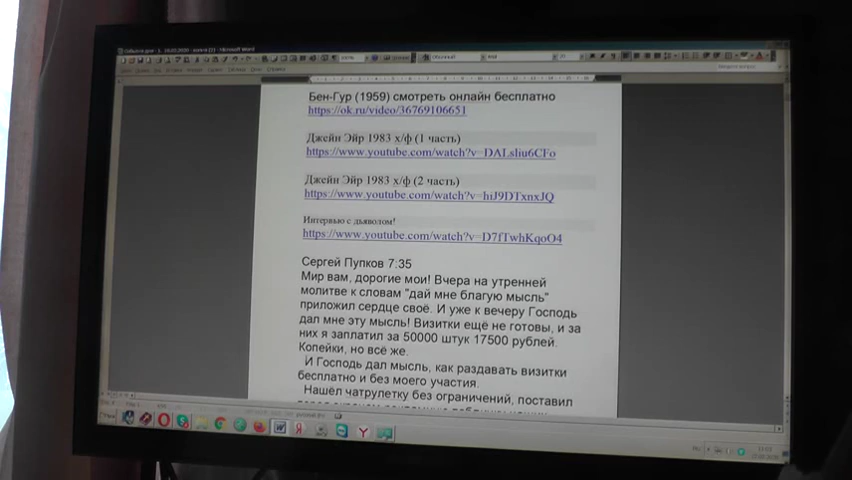 Бен-Гур (1959) смотреть онлайн бесплатно
https://ok.ru/video/36769106651
Джейн Эйр 1983 х/ф (1 часть)
https://www.youtube.com/watch?v=DALsliu6CFo
Джейн Эйр 1983 х/ф (2 часть)
https://www.youtube.com/watch?v=hiJ9DTxnxJQ
Интервью с дьяволом!
https://www.youtube.com/watch?v=D7fTwhKqoO4
Сергей Пупков 7:35
Мир вам, дорогие мои! Вчера на утренней
молитве к словам "дай мне благую мысль"
приложил сердце своё. И уже к вечеру Господь
дал мне эту мысль! Визитки ещё не готовы, и за
них я заплатил за 50000 штук 17500 рублей.
Копейки, но всё же.
И Господь дал мысль, как раздавать визитки
бесплатно и без моего участия.
Нашёл чатрулетку без ограничений, поставил